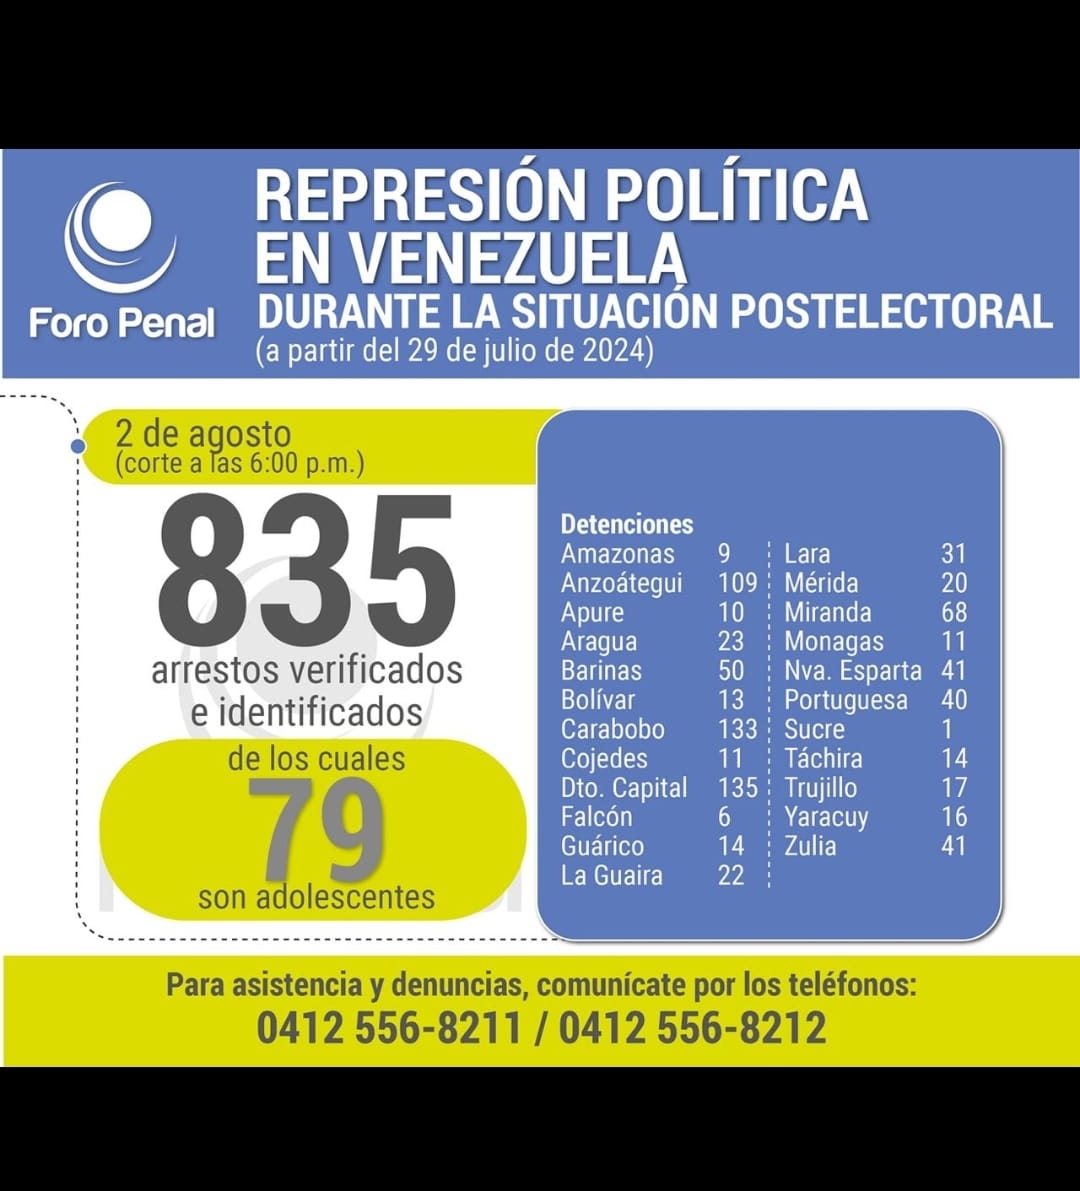 Foro Penal
REPRESIÓN POLÍTICA
EN VENEZUELA
DURANTE LA SITUACIÓN POSTELECTORAL
(a partir del 29 de julio de 2024)
2 de agosto
(corte a las 6:00 p.m.)
835
arrestos verificados
e identificados
de los cuales
79
son adolescentes
Detenciones
Amazonas 9
Anzoátegui 109
Apure 10
Aragua 23
Barinas 50
Bolívar 13
Carabobo 133
Cojedes 11
Dto. Capital 135
Falcón 6
Guárico 14
La Guaira 22
Lara 31
Mérida 20
Miranda 68
Monagas 11
Nva. Esparta 41
Portuguesa 40
Sucre 1
Táchira 14
Trujillo 17
Yaracuy 16
Zulia 41
Para asistencia y denuncias, comunícate por los teléfonos:
0412 556-8211 / 0412 556-8212